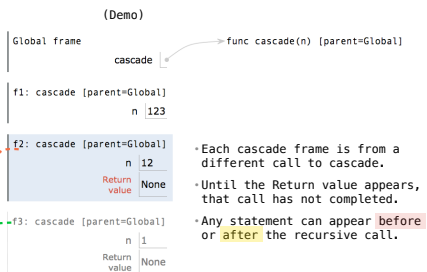 (Demo)
Global frame
func cascade(n) [parent=Global]
cascade
f1: cascade [parent=Global]
n 123
f2: cascade [parent=Global]
n 12
Return
value None
f3: cascade [parent=Global]
n 1
Return
value None
•Each cascade frame is from a
different call to cascade.
•Until the Return value appears,
that call has not completed.
•Any statement can appear before
or after the recursive call.